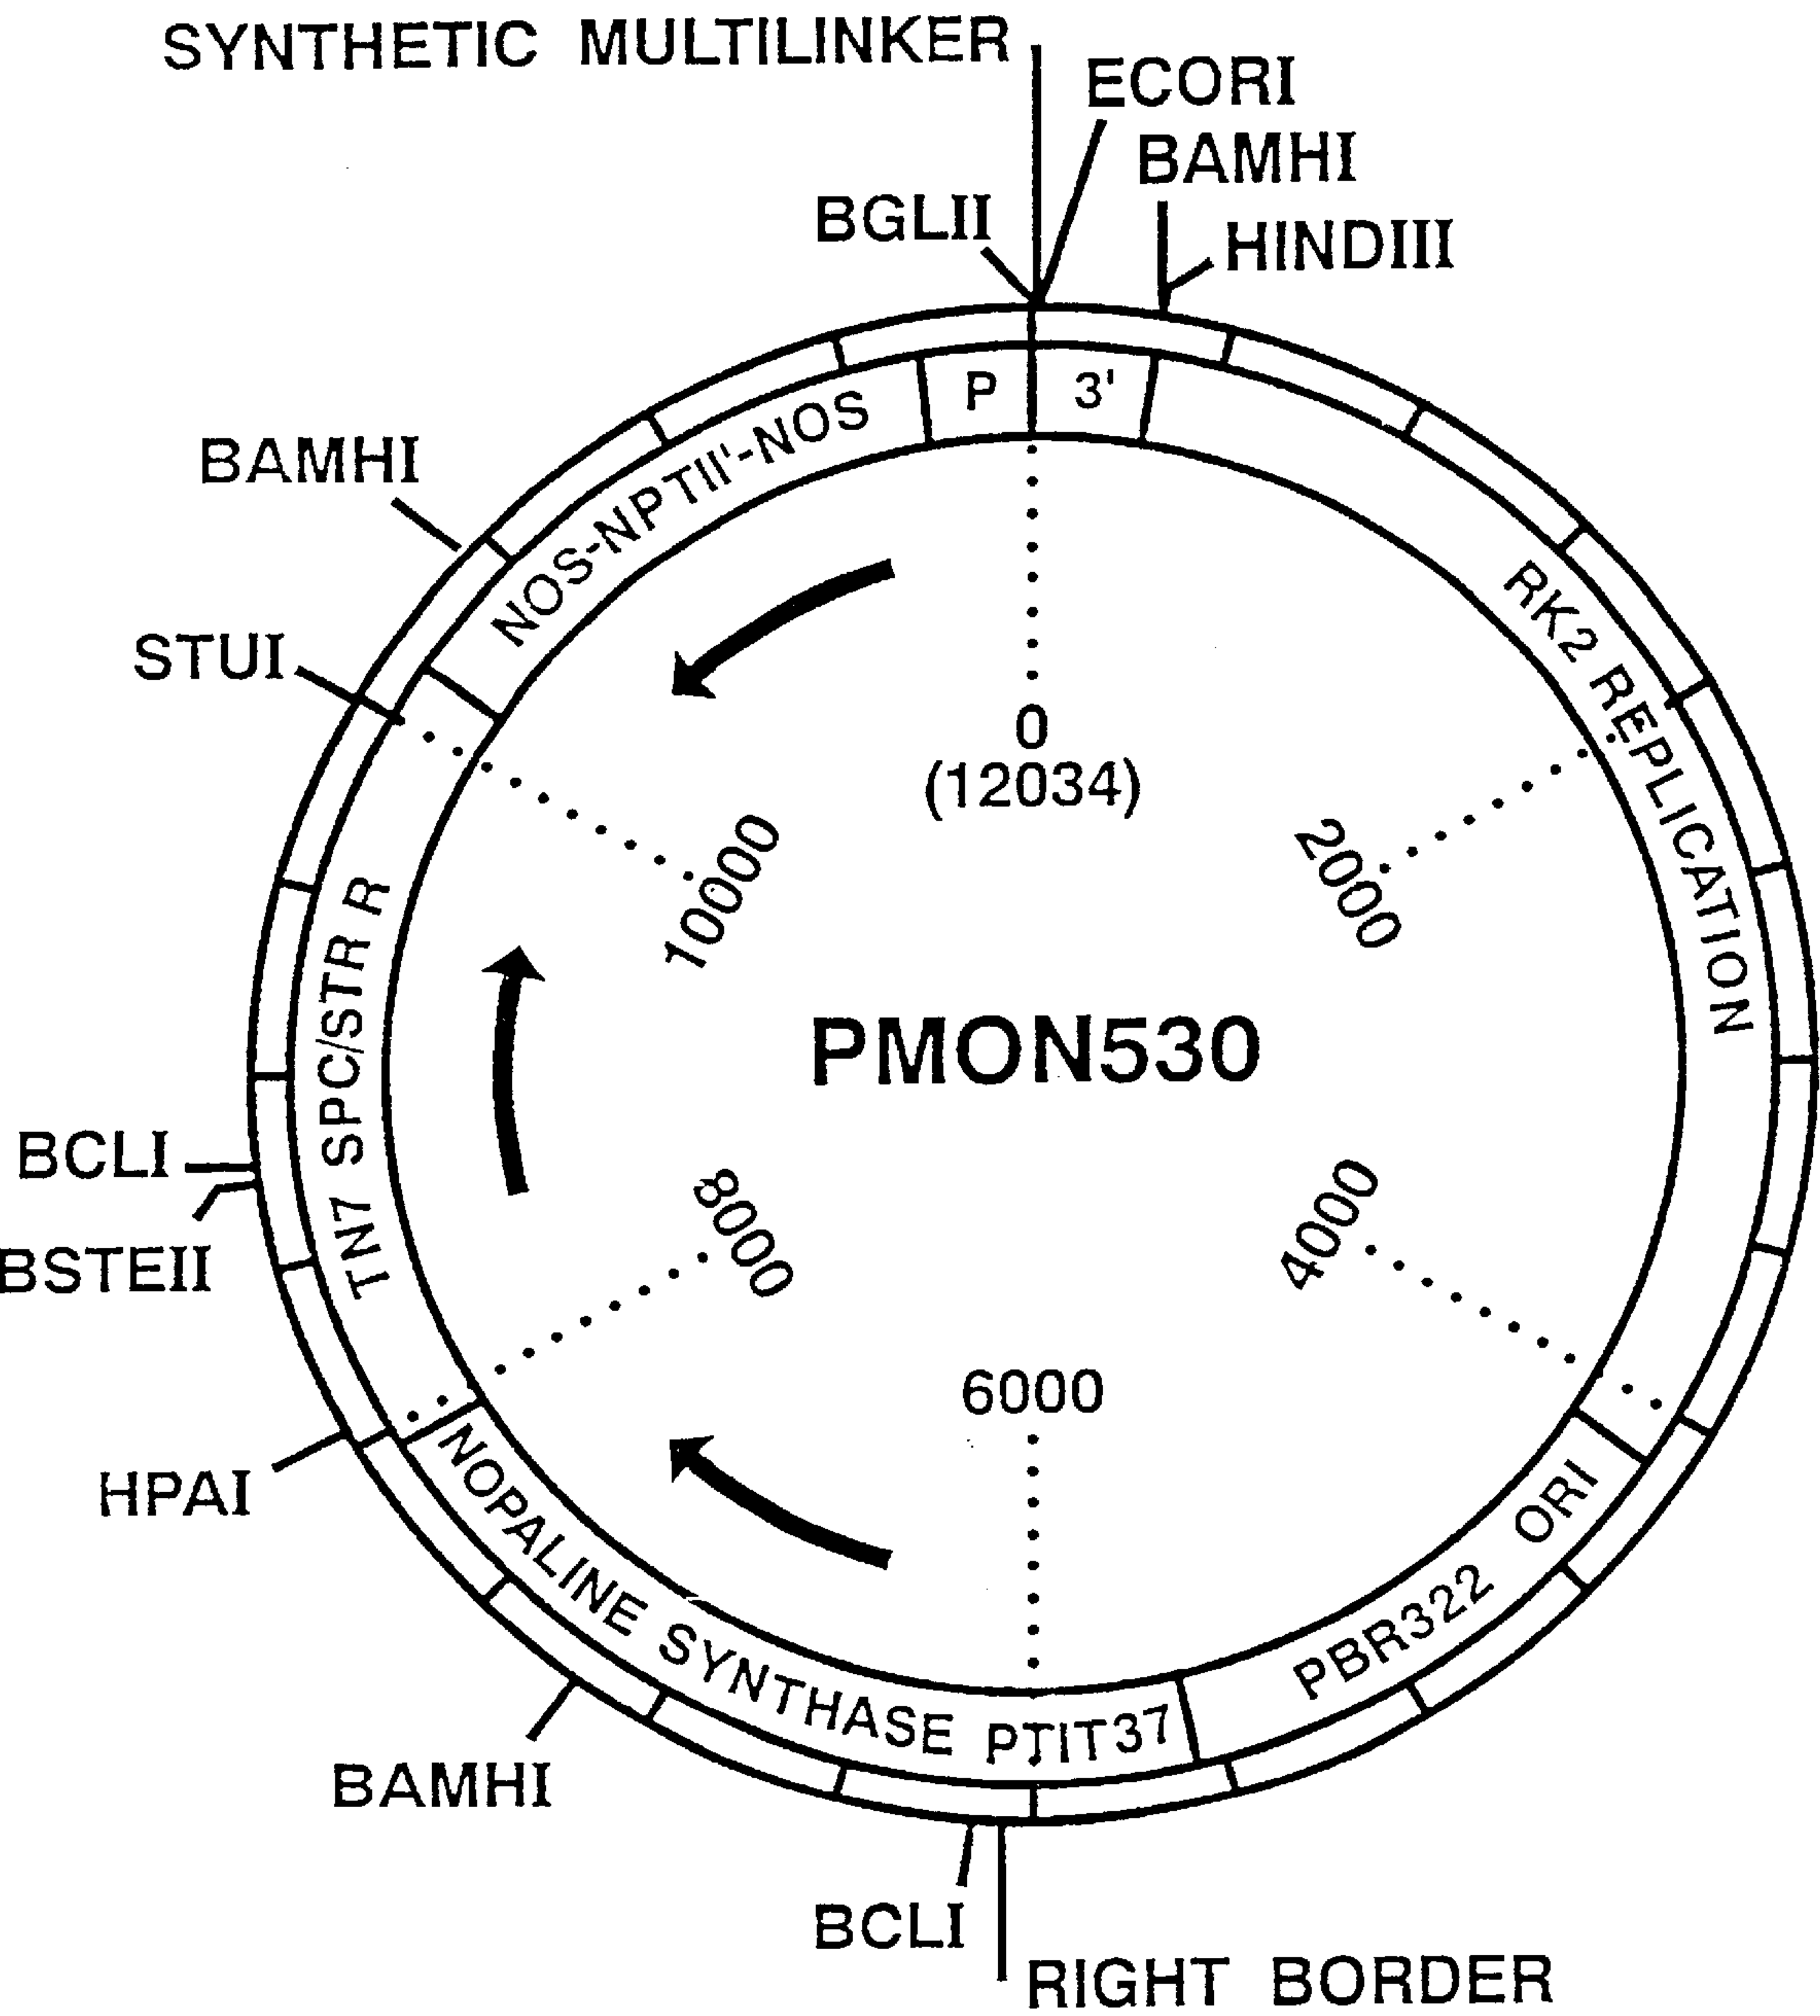 SYNTHETIC MULTILINKER
ECORI
BAMHI
BGLII
HINDIII
P
3'
NOS-NPTII'-NOS
BAMHI
STUI
RK2 REPLICATION
0
(12034)
10000
2000
TN7 SPC/STR R
PMON530
BCLI
BSTEII
8000
4000
6000
HPAI
NOPALINE SYNTHASE PTIT37
PBR322 ORI
BAMHI
BCLI
RIGHT BORDER